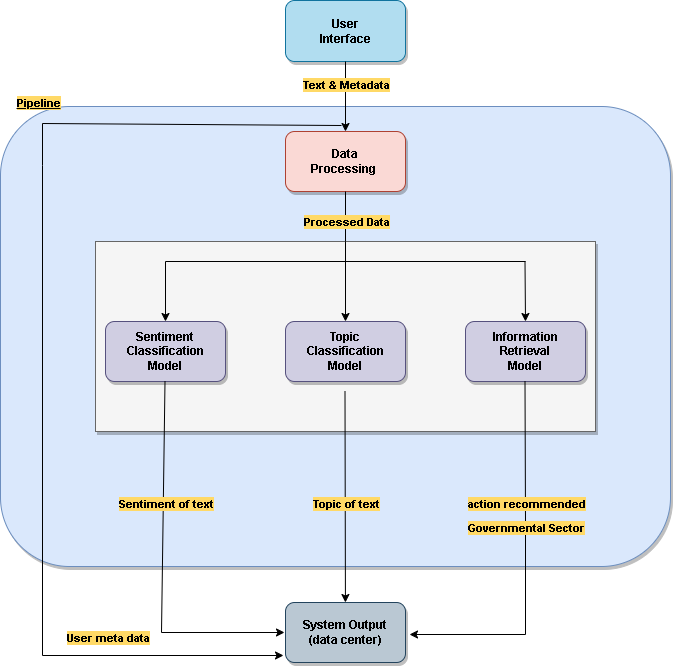 User
Interface
Text & Metadata
Pipeline
Data
Processing
Processed Data
Sentiment
Classification
Model
Topic
Classification
Model
Information
Retrieval
Model
Sentiment of text
Topic of text
action recommended
Governmental Sector
System Output
(data center)
User meta data